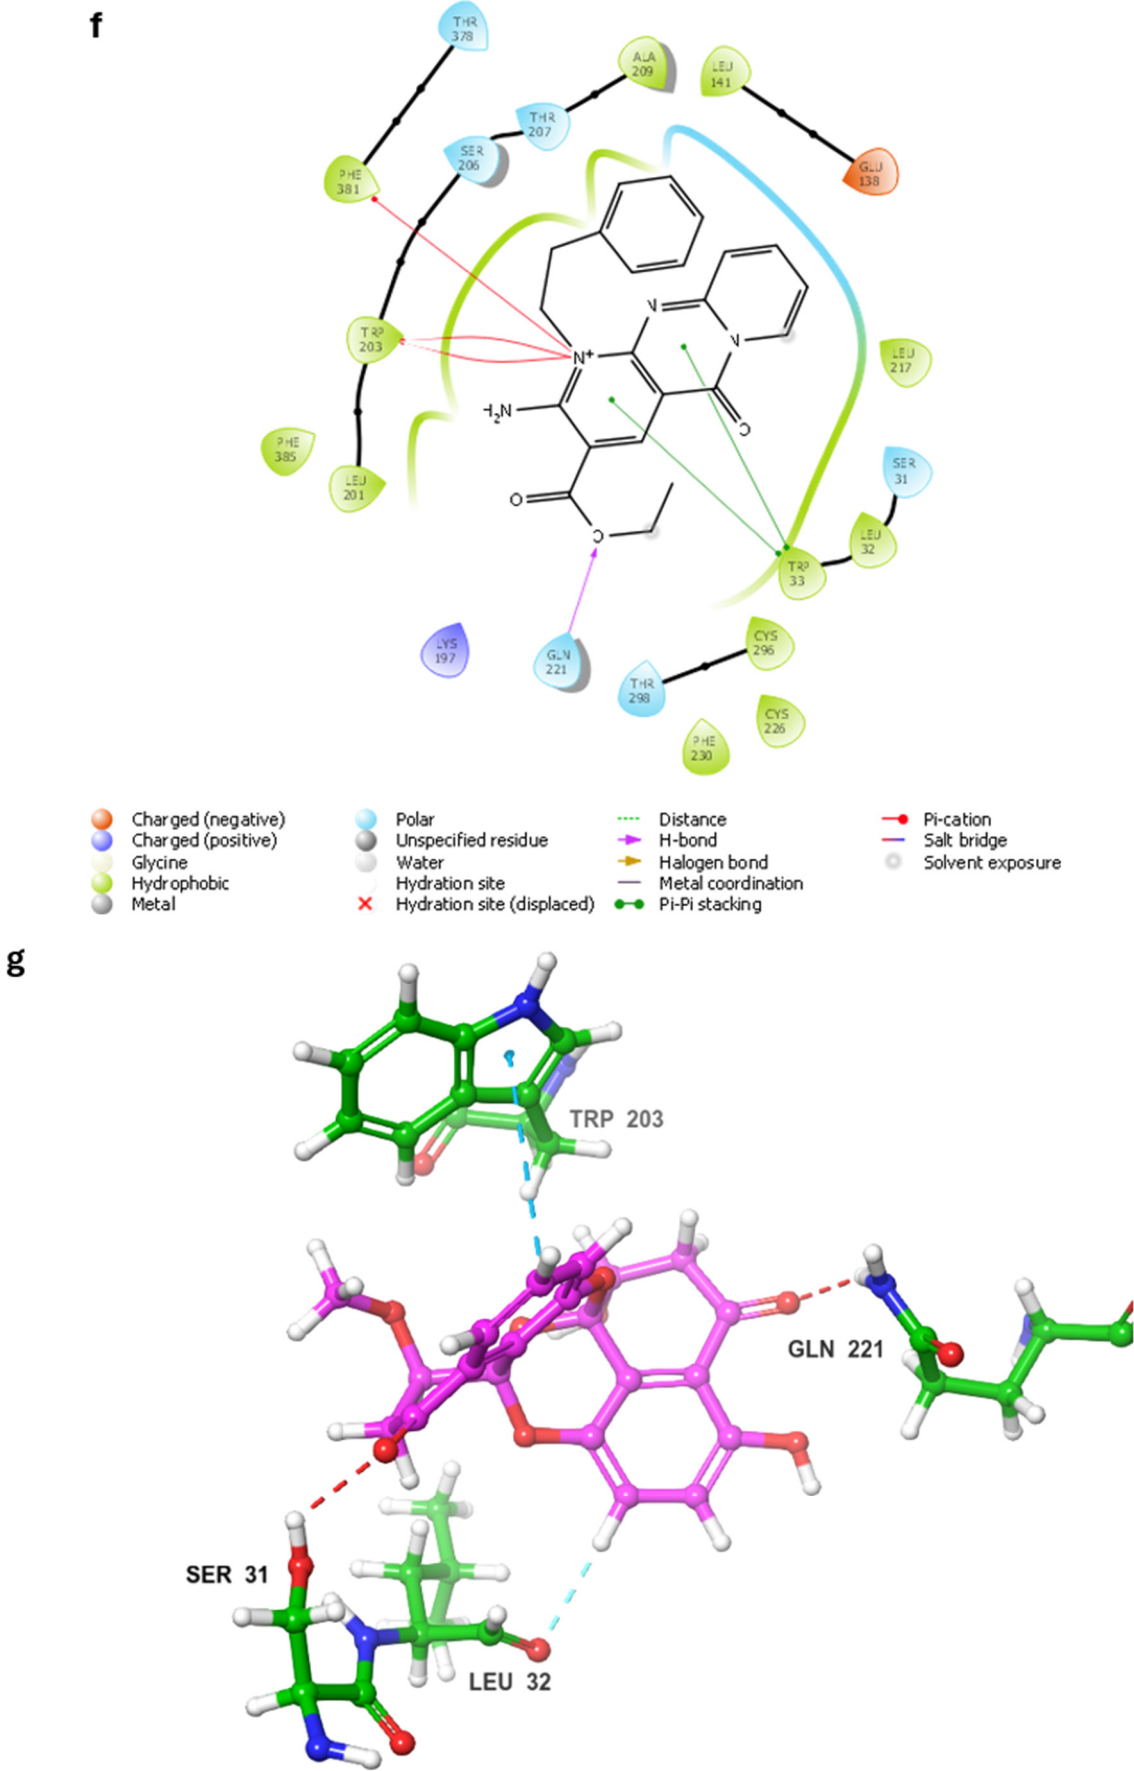 f
THR
378
ALA
209
LEU
141
THR
207
SER
206
GLU
138
PHE
381
TRP
203
N
N
N+
LEU
217
H₂N
O
PHE
385
LEU
201
SER
31
O
O
LEU
32
TRP
33
LYS
197
GLN
221
CYS
296
THR
298
CYS
226
PHE
230
Charged (negative)
Charged (positive)
Glycine
Hydrophobic
Metal
Polar
Unspecified residue
Water
Hydration site
Hydration site (displaced)
Distance
H-bond
Halogen bond
Metal coordination
Pi-Pi stacking
Pi-cation
Salt bridge
Solvent exposure
g
TRP 203
GLN 221
SER 31
LEU 32